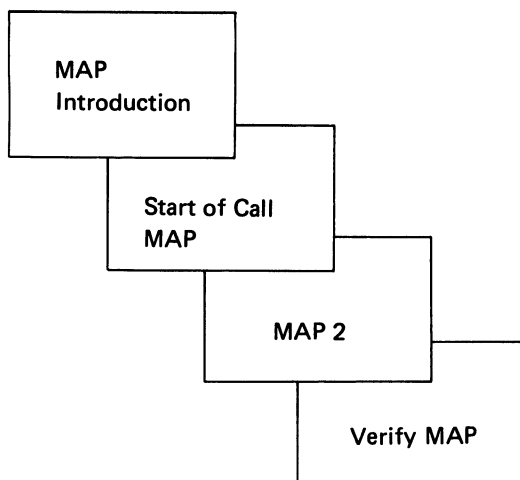 MAP
Introduction
Start of Call
MAP
MAP 2
Verify MAP